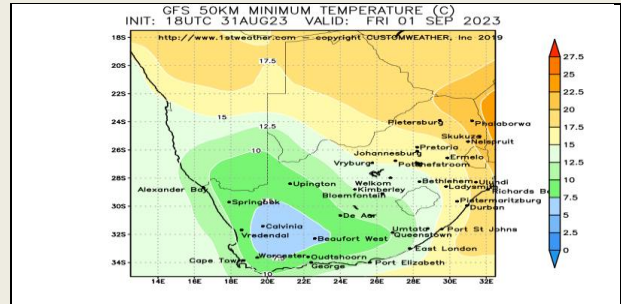 GFS 50KM MINIMUM TEMPERATURE (C)
INIT: 18UTC 31AUG23 VALID: FRI 01 SEP 2023
http://www.1stweather.com – copyright CUSTOMWEATHER, Inc 2019
18S
20S
22S
24S
26S
28S
30S
32S
34S
17.5
15
12.5
10
Pietersburg
Phalaborwa
Skukuza
Nelspruit
Pretoria
Johannesburg
Ermelo
Vryburg
Potchefstroom
Welkom
Bethlehem
Ulundi
Kimberley
Ladysmith
Bloemfontein
Richards B
Alexander Bay
Upington
Pietermaritzburg
Springbok
Durban
De Aar
Calvinia
Umtata
Port St Johns
Vredendal
Beaufort West
Queenstown
East London
Worcester
Oudtshoorn
Cape Town
George
Port Elizabeth
10
14E 16E 18E 20E 22E 24E 26E 28E 30E 32E
27.5
25
22.5
20
17.5
15
12.5
10
7.5
5
2.5
0